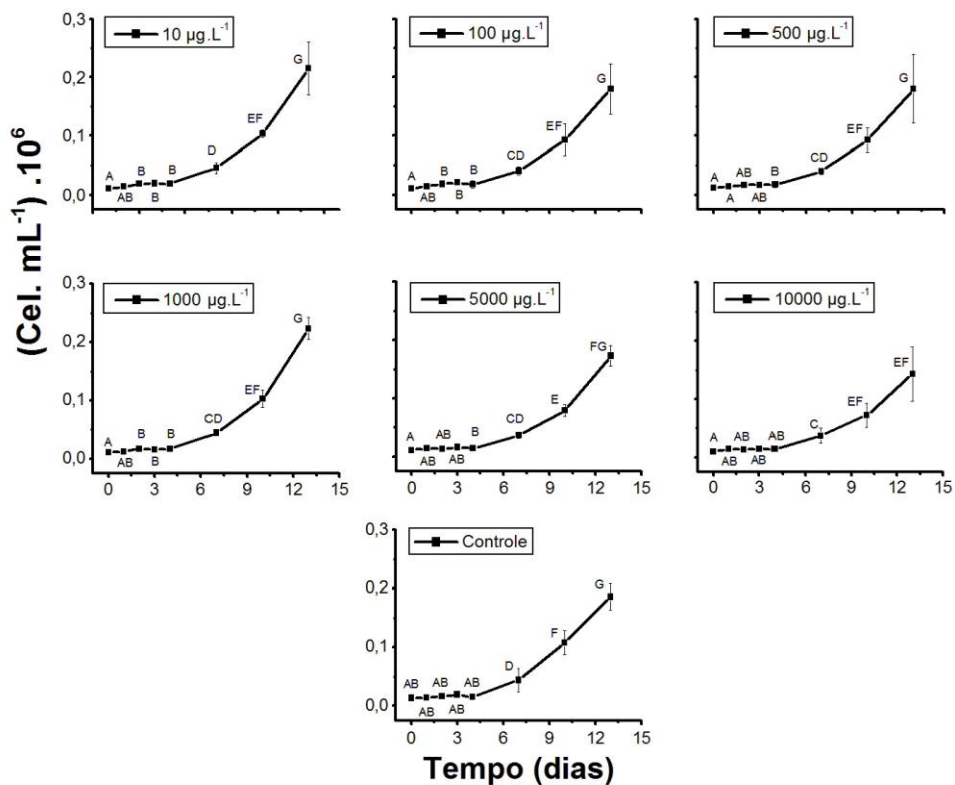 (Cel. mL⁻¹) .10⁶
0,3
0,2
0,1
0,0
10 µg.L⁻¹
A
AB
B
B
B
D
EF
G
100 µg.L⁻¹
A
AB
B
B
B
CD
EF
G
500 µg.L⁻¹
A
A
AB
AB
B
CD
EF
G
0,3
0,2
0,1
0,0
1000 µg.L⁻¹
A
AB
B
B
B
CD
EF
G
0 3 6 9 12 15
5000 µg.L⁻¹
A
AB
AB
AB
B
CD
E
FG
0 3 6 9 12 15
10000 µg.L⁻¹
A
AB
AB
AB
AB
C
EF
EF
0 3 6 9 12 15
0,3
0,2
0,1
0,0
Controle
AB
AB
AB
AB
AB
D
F
G
0 3 6 9 12 15
Tempo (dias)